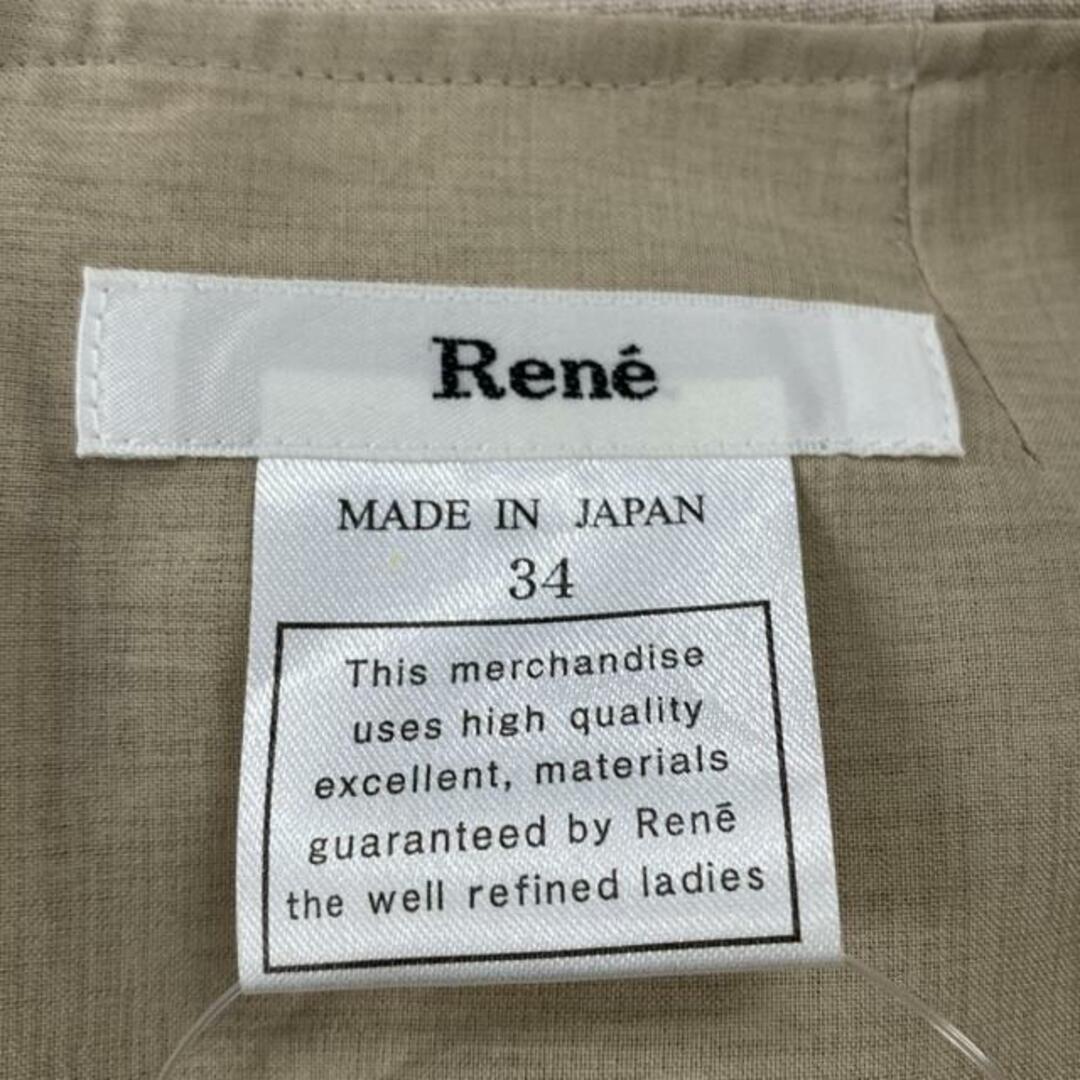 René
MADE IN JAPAN
34
This merchandise
uses high quality
excellent, materials
guaranteed by Renē
the well refined ladies